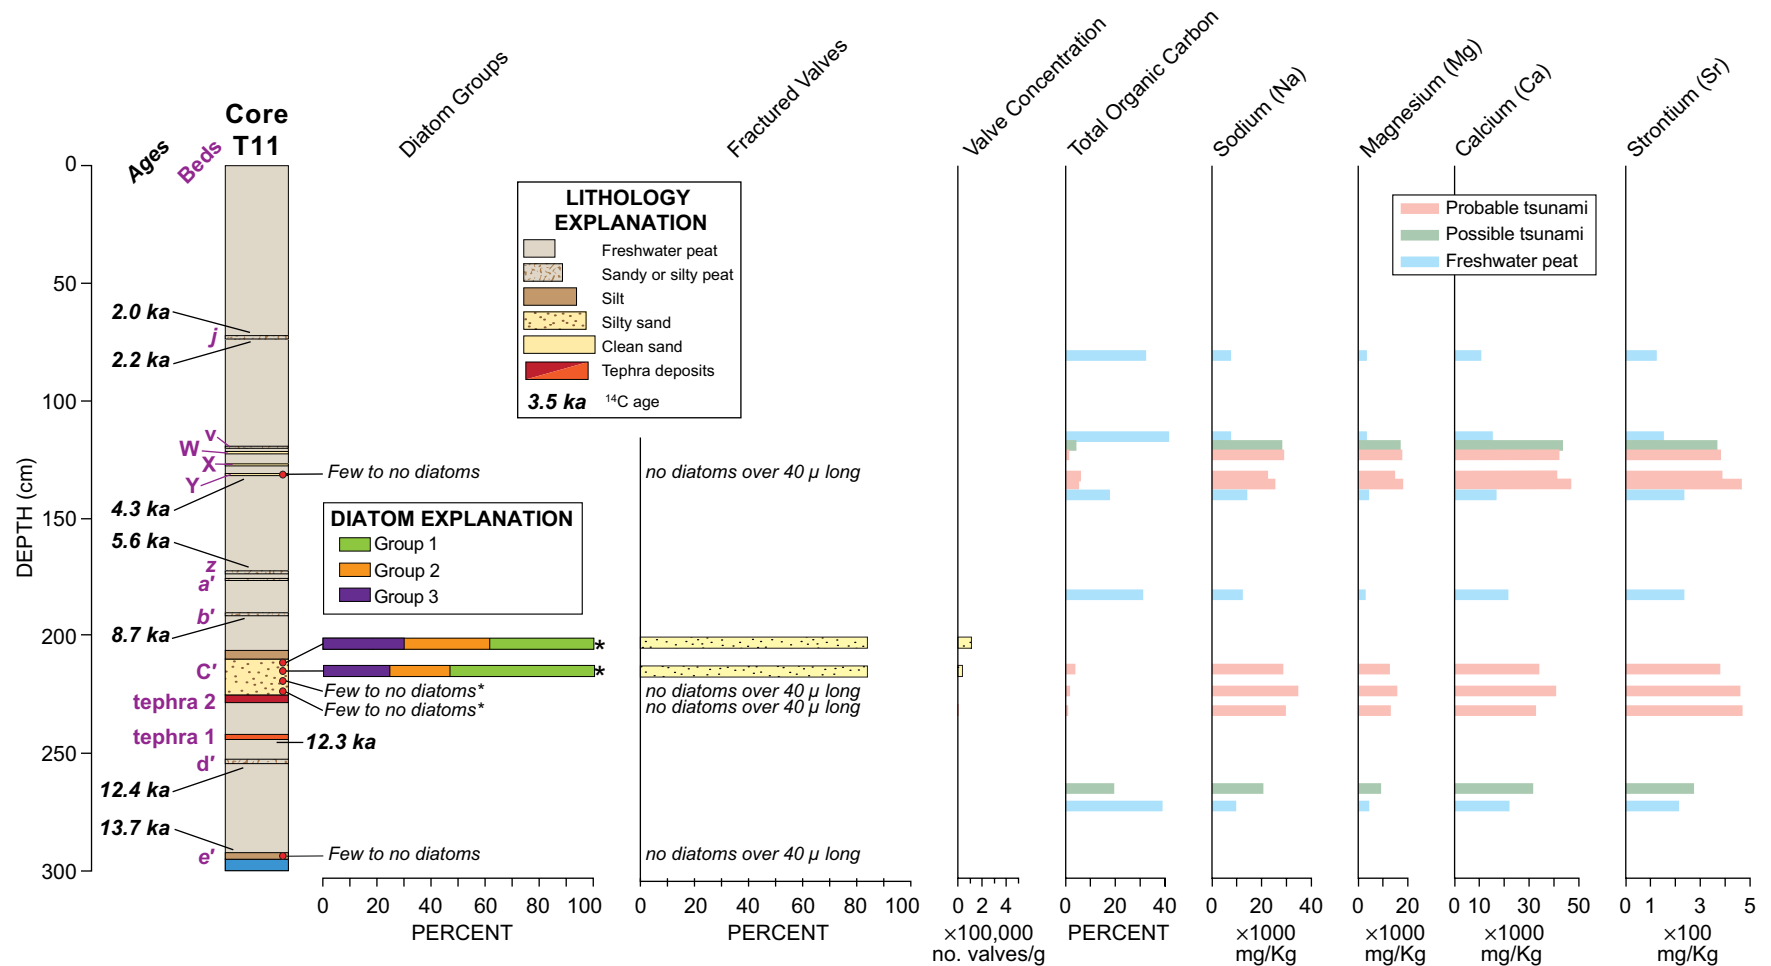 Diatom Groups
Fractured Valves
Valve Concentration
Total Organic Carbon
Sodium (Na)
Magnesium (Mg)
Calcium (Ca)
Strontium (Sr)
Ages
Beds
Core
T11
DEPTH (cm)
0
50
100
150
200
250
300
2.0 ka
2.2 ka
4.3 ka
5.6 ka
8.7 ka
12.3 ka
12.4 ka
13.7 ka
j
v
W
X
Y
z
a'
b'
C'
tephra 2
tephra 1
d'
e'
LITHOLOGY
EXPLANATION
Freshwater peat
Sandy or silty peat
Silt
Silty sand
Clean sand
Tephra deposits
3.5 ka 14C age
Probable tsunami
Possible tsunami
Freshwater peat
Few to no diatoms
no diatoms over 40 µ long
DIATOM EXPLANATION
Group 1
Group 2
Group 3
*
*
Few to no diatoms*
no diatoms over 40 µ long
Few to no diatoms*
no diatoms over 40 µ long
Few to no diatoms
no diatoms over 40 µ long
0 20 40 60 80 100
PERCENT
0 20 40 60 80 100
PERCENT
0 2 4
×100,000
no. valves/g
0 20 40
PERCENT
0 20 40
×1000
mg/Kg
0 20
×1000
mg/Kg
0 10 30 50
×1000
mg/Kg
0 1 3 5
×100
mg/Kg